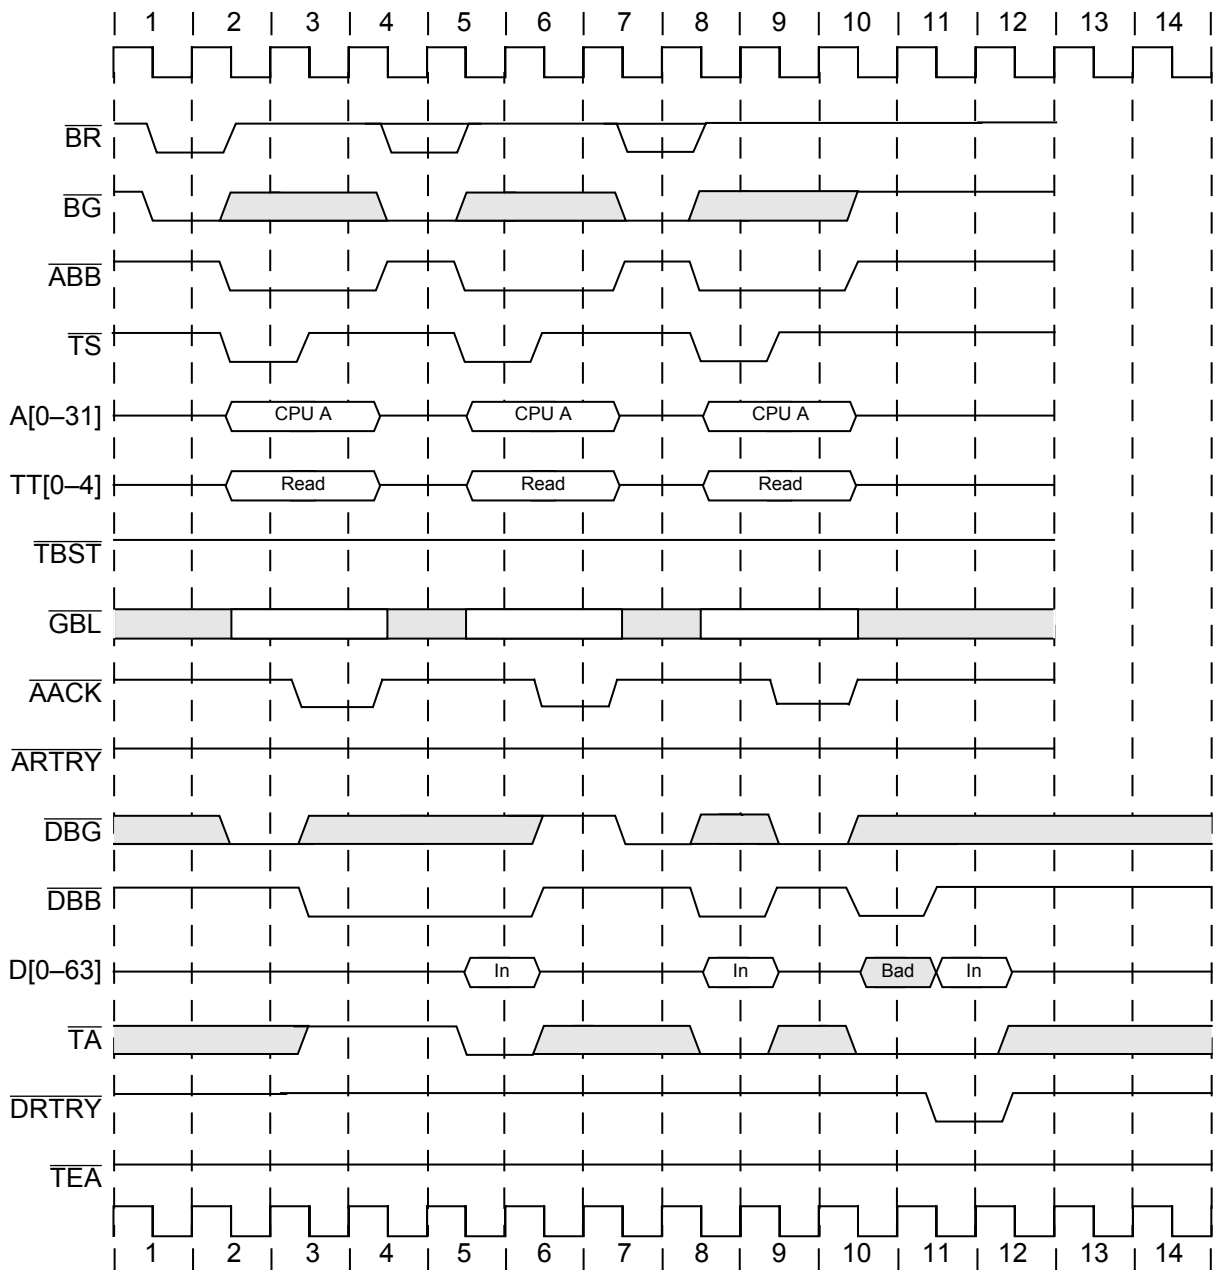 1 2 3 4 5 6 7 8 9 10 11 12 13 14
BR
BG
ABB
TS
A[0–31] CPU A CPU A CPU A
TT[0–4] Read Read Read
TBST
GBL
AACK
ARTRY
DBG
DBB
D[0–63] In In Bad In
TA
DRTRY
TEA
1 2 3 4 5 6 7 8 9 10 11 12 13 14